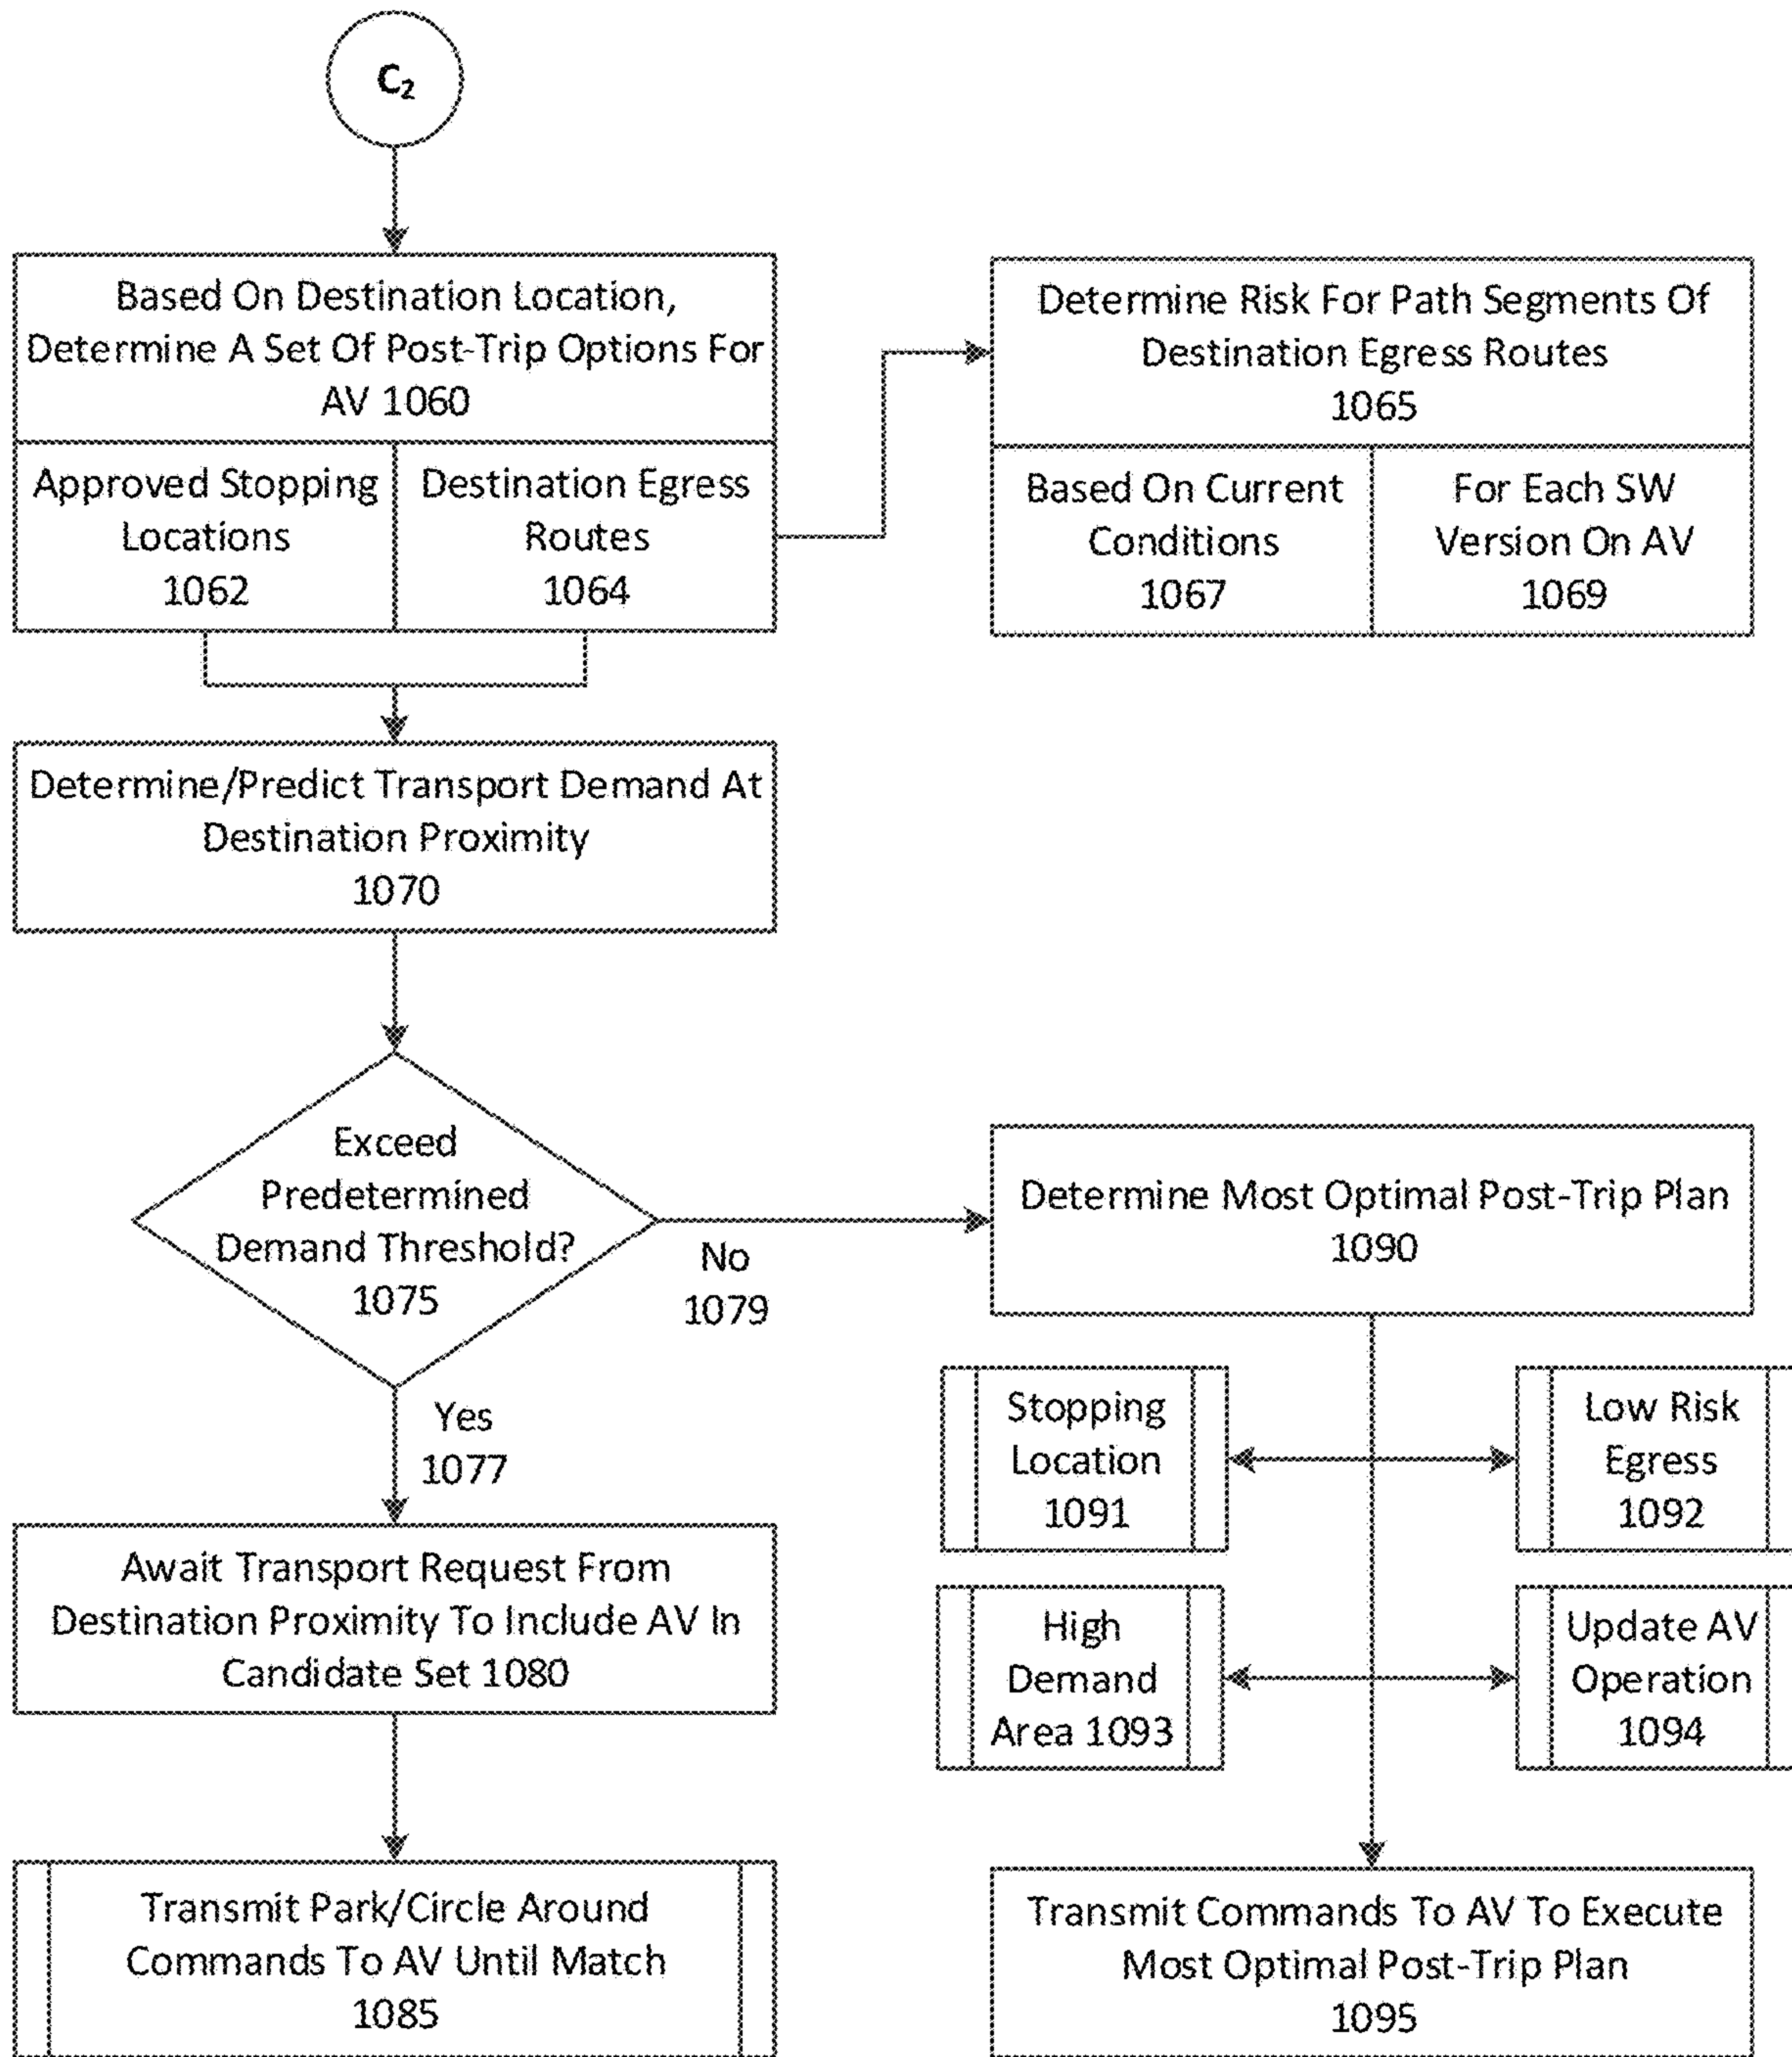 C₂
Based On Destination Location,
Determine A Set Of Post-Trip Options For
AV 1060
Approved Stopping
Locations
1062
Destination Egress
Routes
1064
Determine Risk For Path Segments Of
Destination Egress Routes
1065
Based On Current
Conditions
1067
For Each SW
Version On AV
1069
Determine/Predict Transport Demand At
Destination Proximity
1070
Exceed
Predetermined
Demand Threshold?
1075
No
1079
Yes
1077
Await Transport Request From
Destination Proximity To Include AV In
Candidate Set 1080
Transmit Park/Circle Around
Commands To AV Until Match
1085
Determine Most Optimal Post-Trip Plan
1090
Stopping
Location
1091
Low Risk
Egress
1092
High
Demand
Area 1093
Update AV
Operation
1094
Transmit Commands To AV To Execute
Most Optimal Post-Trip Plan
1095